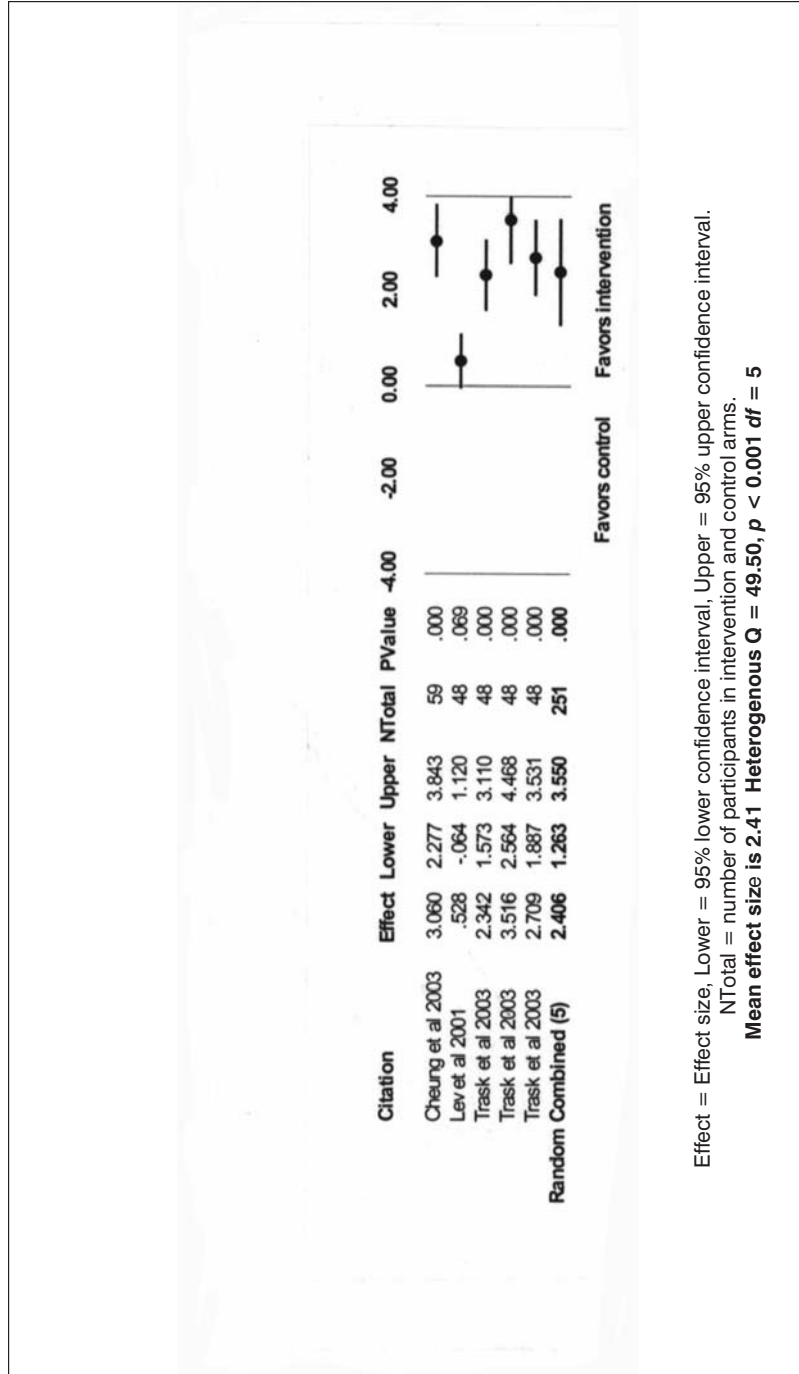 Citation Effect Lower Upper NTotal PValue -4.00 -2.00 0.00 2.00 4.00
Cheung et al 2003 3.060 2.277 3.843 59 .000
Lev et al 2001 .528 -.064 1.120 48 .069
Trask et al 2003 2.342 1.573 3.110 48 .000
Trask et al 2003 3.516 2.564 4.468 48 .000
Trask et al 2003 2.709 1.887 3.531 48 .000
Random Combined (5) 2.406 1.263 3.550 251 .000
Favors control Favors intervention
Effect = Effect size, Lower = 95% lower confidence interval, Upper = 95% upper confidence interval.
NTotal = number of participants in intervention and control arms.
Mean effect size is 2.41 Heterogenous Q = 49.50, p < 0.001 df = 5